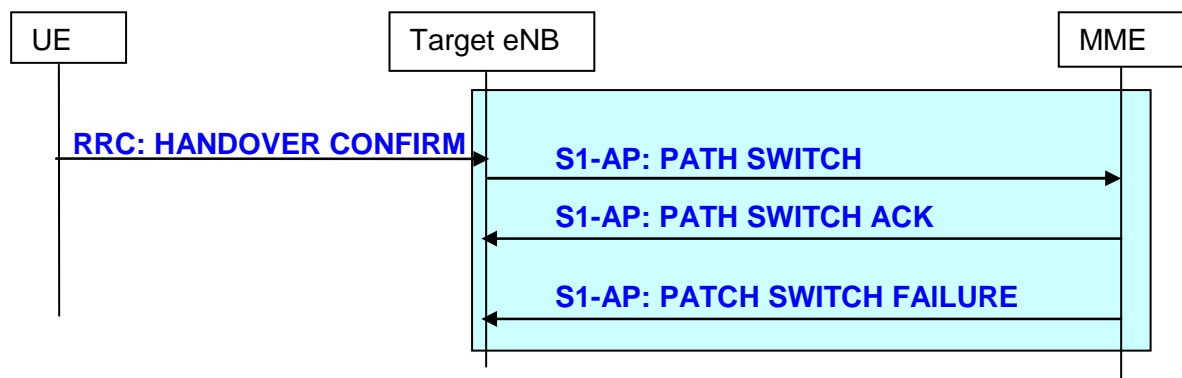 UE
Target eNB
MME
RRC: HANDOVER CONFIRM
S1-AP: PATH SWITCH
S1-AP: PATH SWITCH ACK
S1-AP: PATCH SWITCH FAILURE